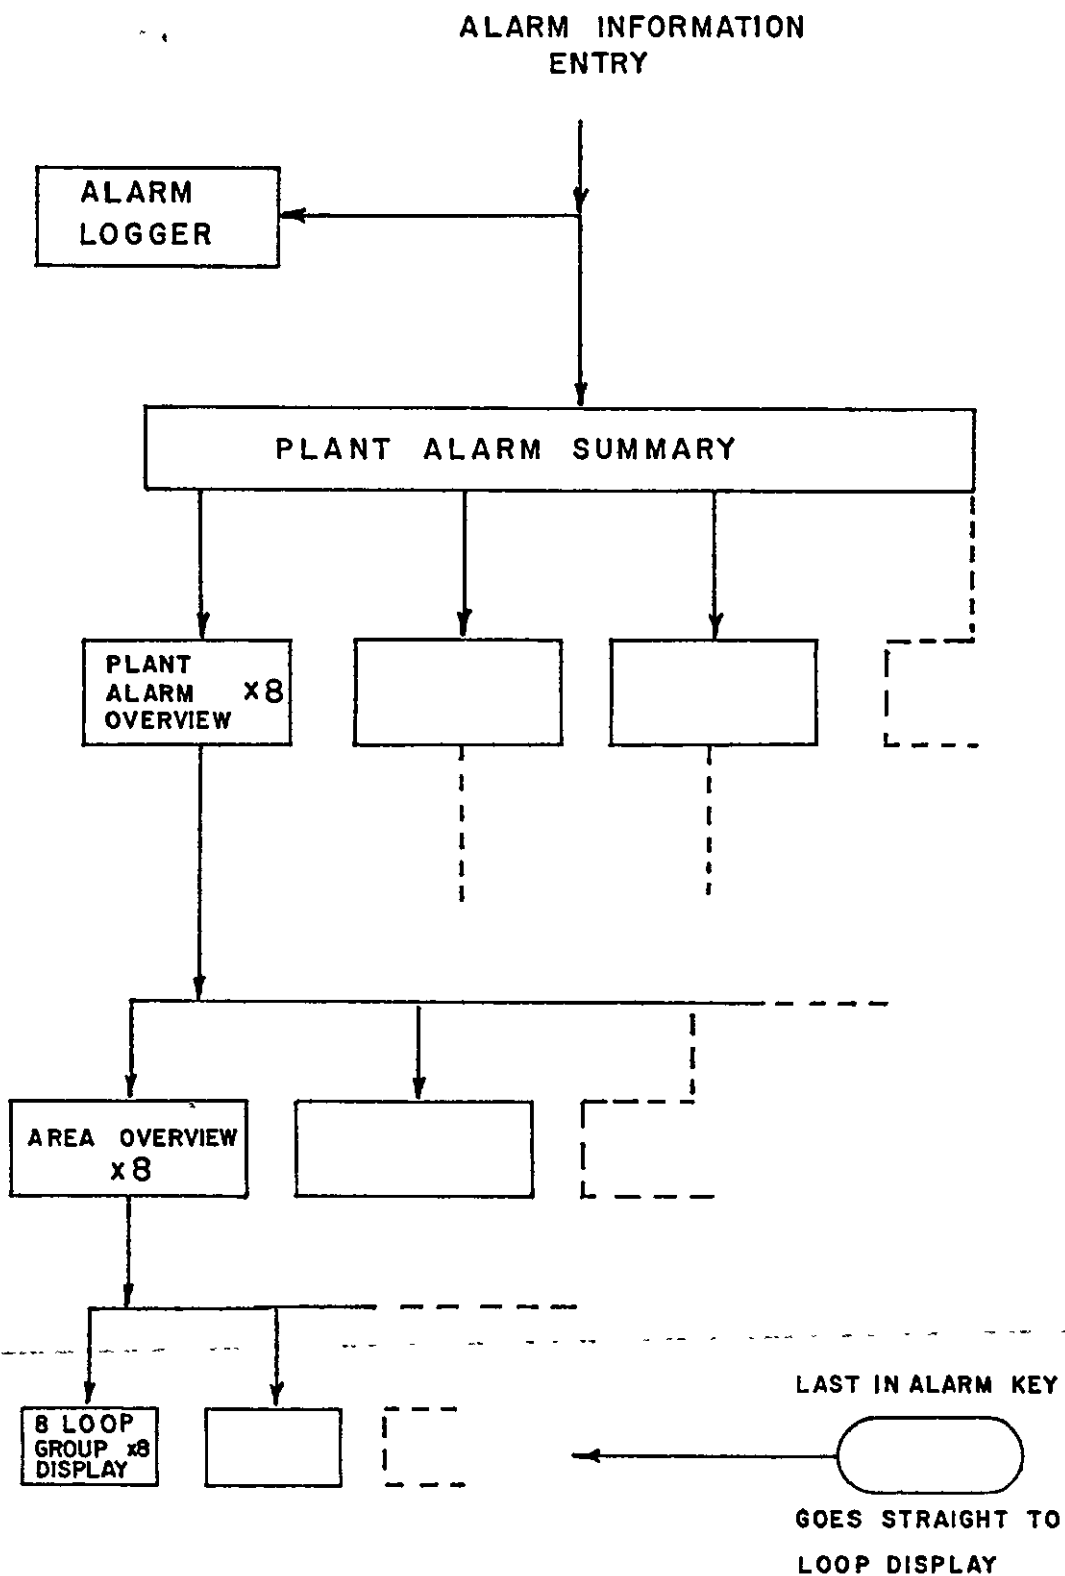 ALARM INFORMATION
ENTRY
ALARM
LOGGER
PLANT ALARM SUMMARY
PLANT
ALARM x8
OVERVIEW
AREA OVERVIEW
x8
8 LOOP
GROUP x8
DISPLAY
LAST IN ALARM KEY
GOES STRAIGHT TO
LOOP DISPLAY